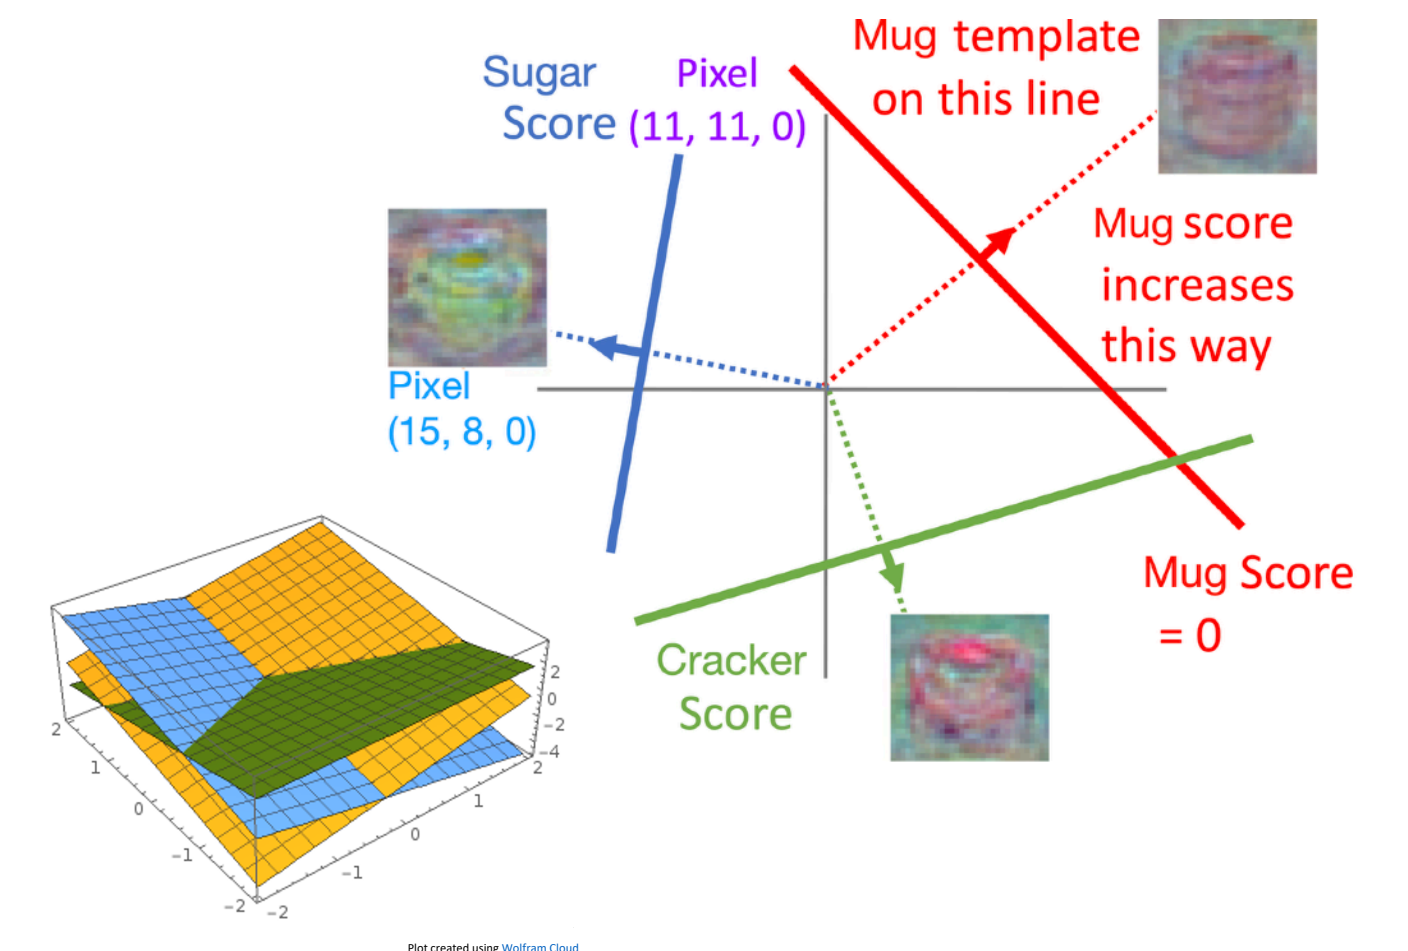 Mug template
on this line
Sugar
Score
Pixel
(11, 11, 0)
Mug score
increases
this way
Pixel
(15, 8, 0)
Mug Score
= 0
Cracker
Score
2
1
0
-1
-2
-2
-1
0
1
2
2
0
-2
-4
Plot created using Wolfram Cloud